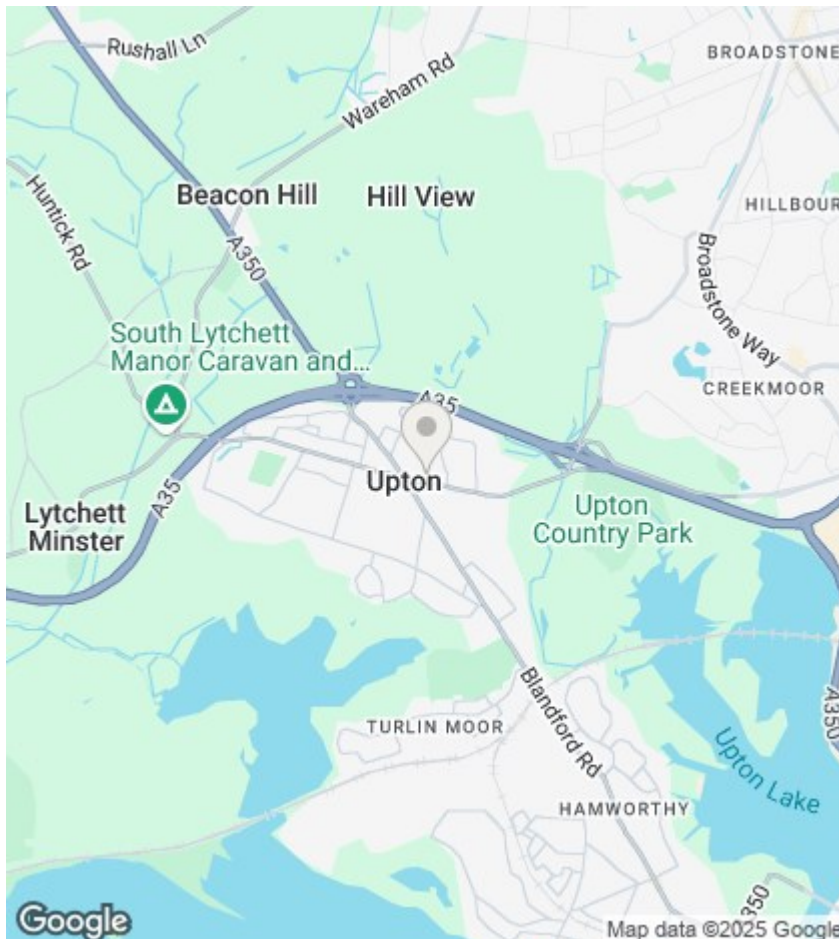 Rushall Ln
BROADSTONE
Wareham Rd
Beacon Hill
Hill View
HILLBOUR
Huntick Rd
A350
Broadstone Way
South Lytchett
Manor Caravan and...
A35
CREEKMOOR
Upton
A35
Lytchett
Minster
Upton
Country Park
Blandford Rd
A350
TURLIN MOOR
Upton Lake
HAMWORTHY
350
Google
Map data ©2025 Google